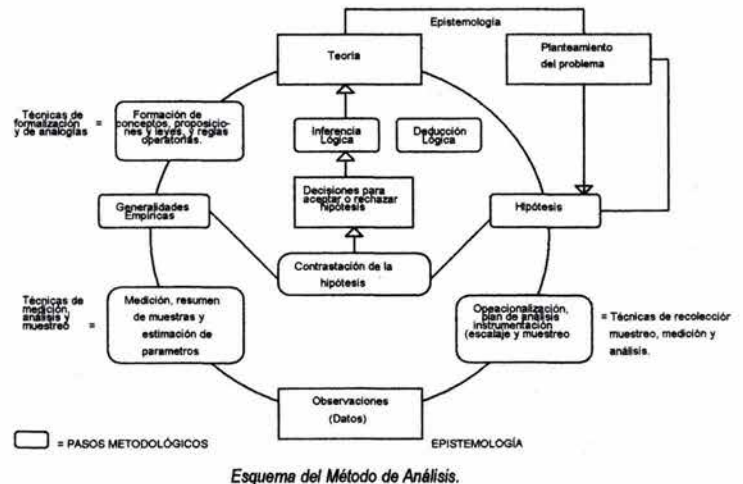 Epistemología
Teoría
Planteamiento
del problema
Técnicas de
formalización
y de analogías
=
Formación de
conceptos, proposicio-
nes y leyes, y reglas
operatorias.
Inferencia
Lógica
Deducción
Lógica
Decisiones para
aceptar o rechazar
hipótesis
Generalidades
Empíricas
Hipótesis
Contrastación de la
hipótesis
Técnicas de
medición,
análisis y
muestreo
=
Medición, resumen
de muestras y
estimación de
parametros
Opeacionalización,
plan de análisis
instrumentación
(escalaje y muestreo
= Técnicas de recolección
muestreo, medición y
análisis.
Observaciones
(Datos)
= PASOS METODOLÓGICOS
EPISTEMOLOGÍA
Esquema del Método de Análisis.